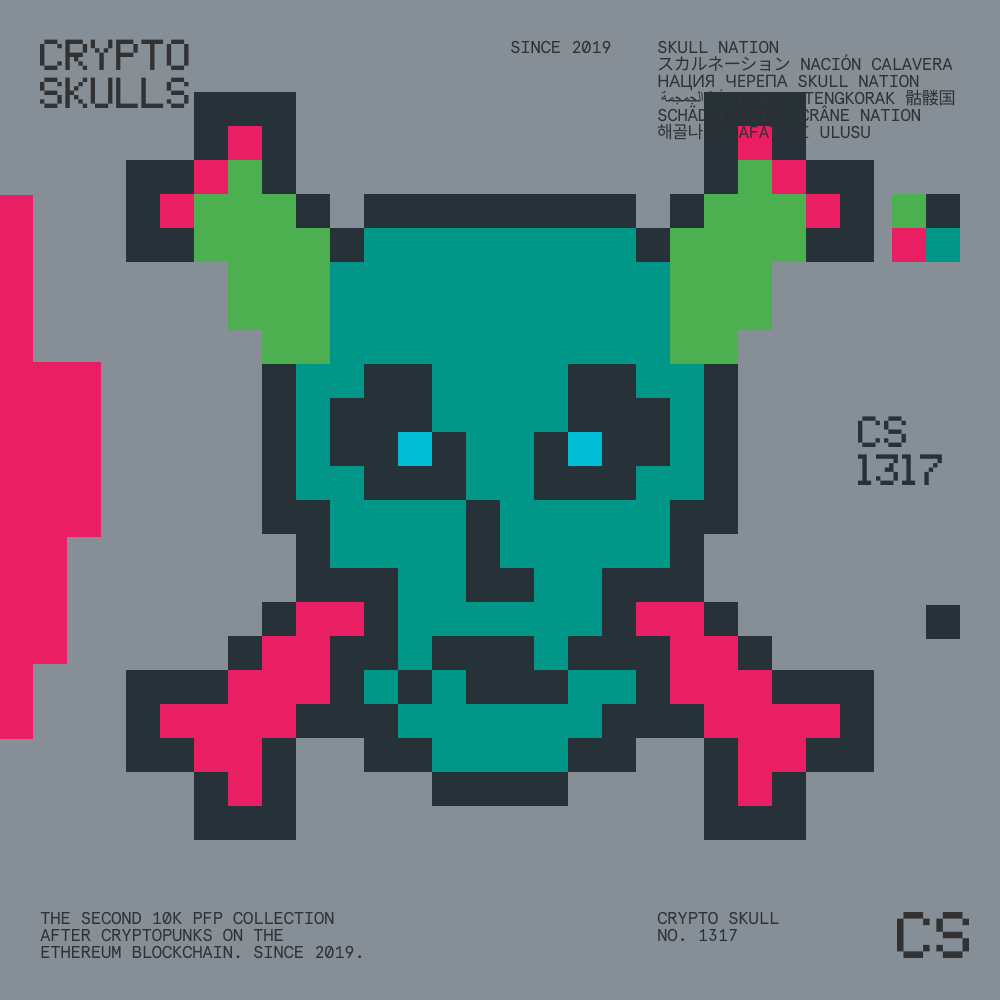 CRYPTO
SKULLS
SINCE 2019
SKULL NATION
スカルネーション NACIÓN CALAVERA
НАЦИЯ ЧЕРЕПА SKULL NATION
الجمجمة TENGKORAK 骷髅国
CRÂNE NATION
해골나라 ULUSU
CS
1317
THE SECOND 10K PFP COLLECTION
AFTER CRYPTOPUNKS ON THE
ETHEREUM BLOCKCHAIN. SINCE 2019.
CRYPTO SKULL
NO. 1317
CS